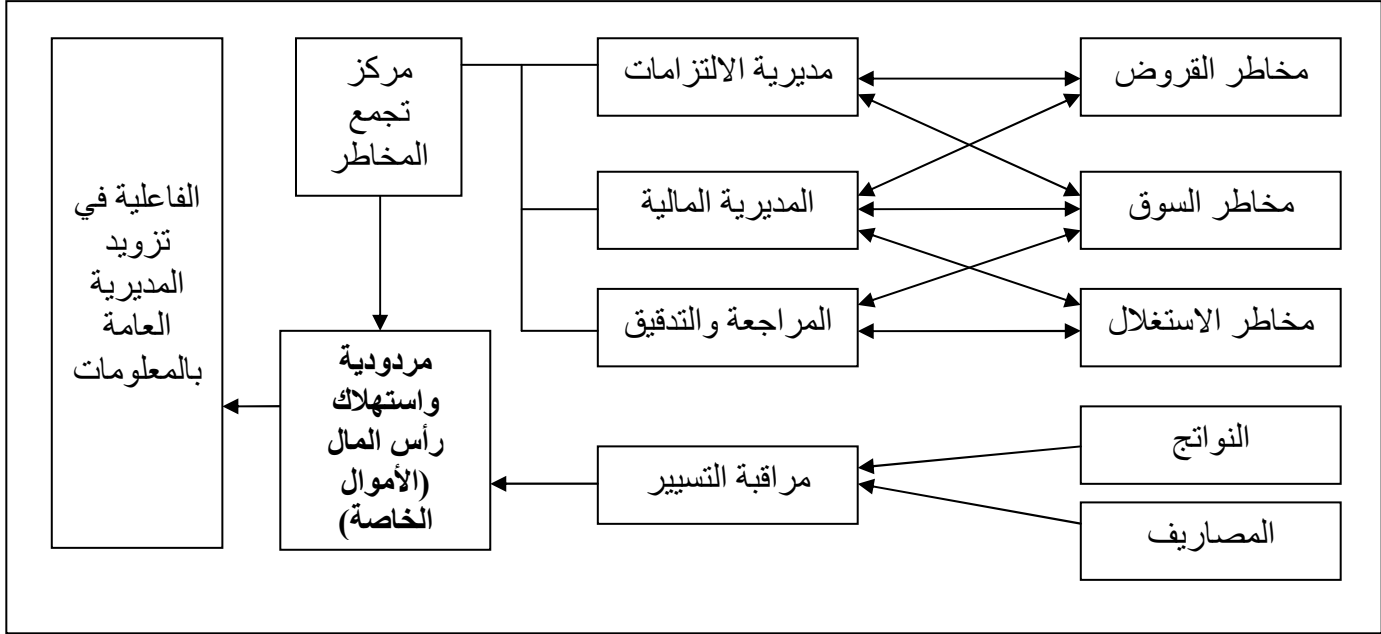 مخاطر القروض
مخاطر السوق
مخاطر الاستغلال
النواتج
المصاريف
مديرية الالتزامات
المديرية المالية
المراجعة والتدقيق
مراقبة التسيير
مركز
تجمع
المخاطر
مردودية
واستهلاك
رأس المال
(الأموال
الخاصة)
الفاعلية في
تزويد
المديرية
العامة
بالمعلومات